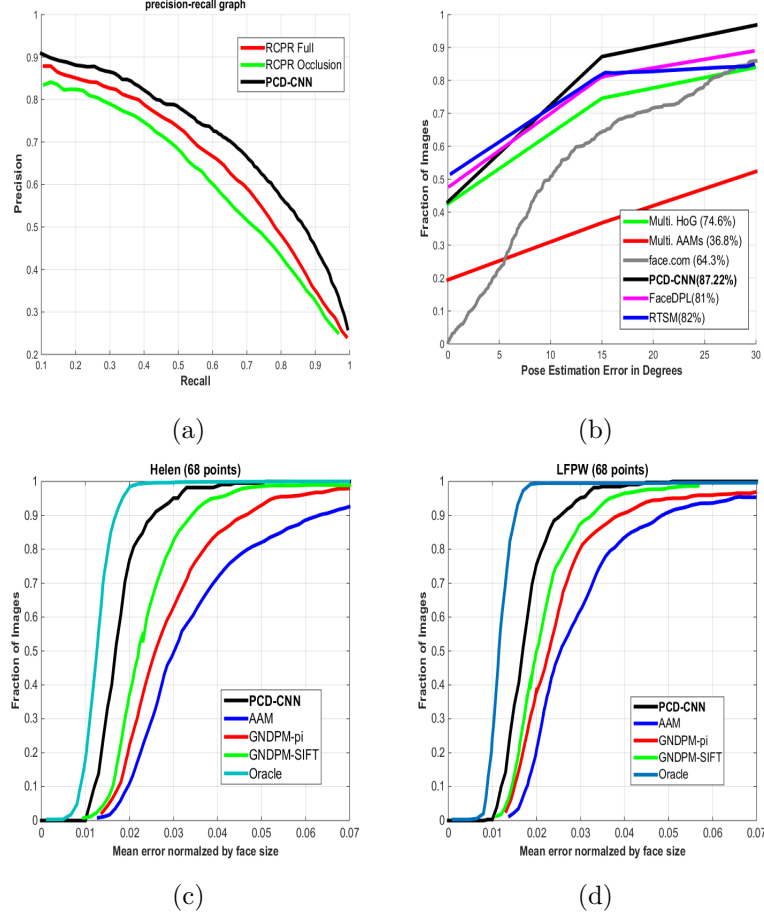 precision-recall graph
1
0.9
0.8
0.7
0.6
0.5
0.4
0.3
0.2
Precision
RCPR Full
RCPR Occlusion
PCD-CNN
0.1 0.2 0.3 0.4 0.5 0.6 0.7 0.8 0.9 1
Recall
(a)
1
0.9
0.8
0.7
0.6
0.5
0.4
0.3
0.2
0.1
0
Fraction of Images
Multi. HoG (74.6%)
Multi. AAMs (36.8%)
face.com (64.3%)
PCD-CNN(87.22%)
FaceDPL(81%)
RTSM(82%)
0 5 10 15 20 25 30
Pose Estimation Error in Degrees
(b)
Helen (68 points)
1
0.9
0.8
0.7
0.6
0.5
0.4
0.3
0.2
0.1
0
Fraction of Images
PCD-CNN
AAM
GNDPM-pi
GNDPM-SIFT
Oracle
0 0.01 0.02 0.03 0.04 0.05 0.06 0.07
Mean error normalzed by face size
(c)
LFPW (68 points)
1
0.9
0.8
0.7
0.6
0.5
0.4
0.3
0.2
0.1
0
Fraction of Images
PCD-CNN
AAM
GNDPM-pi
GNDPM-SIFT
Oracle
0 0.01 0.02 0.03 0.04 0.05 0.06 0.07
Mean error normalzed by face size
(d)